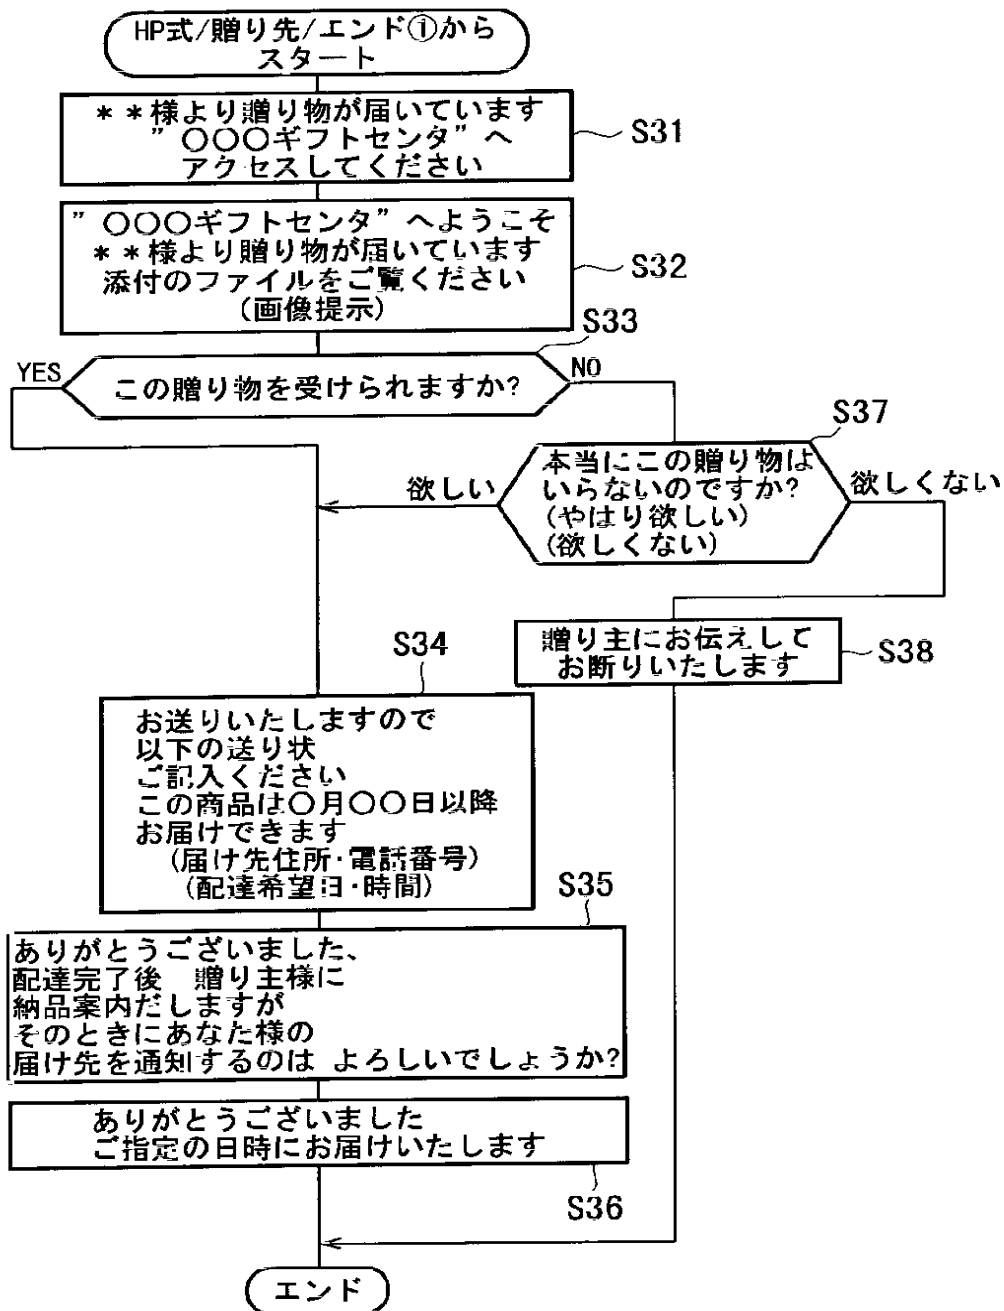 HP式/贈り先/エンド①から
スタート
＊＊様より贈り物が届いています
"○○○ギフトセンタ"へ
アクセスしてください
S31
"○○○ギフトセンタ"へようこそ
＊＊様より贈り物が届いています
添付のファイルをご覧ください
(画像提示)
S32
S33
YES
この贈り物を受けられますか?
NO
S37
本当にこの贈り物は
いらないのですか?
(やはり欲しい)
(欲しくない)
欲しい
欲しくない
S34
贈り主にお伝えして
お断りいたします
S38
お送りいたしますので
以下の送り状
ご記入ください
この商品は○月○○日以降
お届けできます
(届け先住所・電話番号)
(配達希望日・時間)
S35
ありがとうございました、
配達完了後　贈り主様に
納品案内だしますが
そのときにあなた様の
届け先を通知するのは よろしいでしょうか?
ありがとうございました
ご指定の日時にお届けいたします
S36
エンド